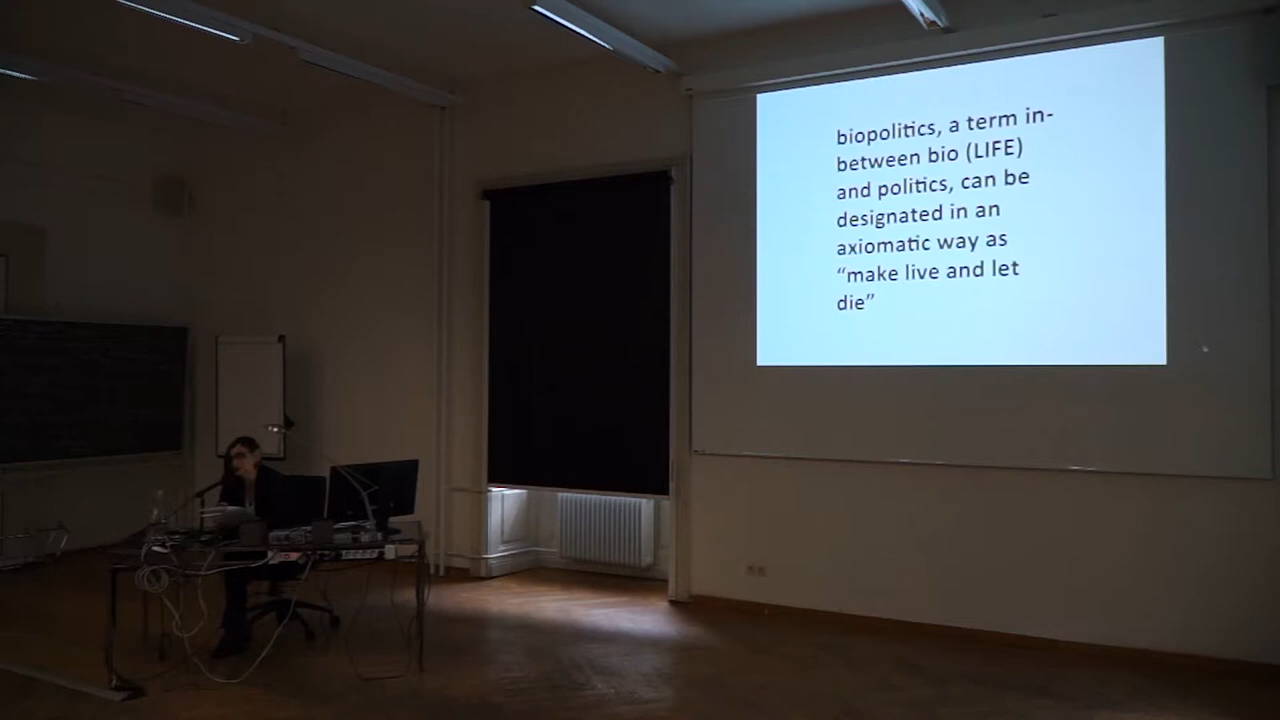 biopolitics, a term in-
between bio (LIFE)
and politics, can be
designated in an
axiomatic way as
“make live and let
die”